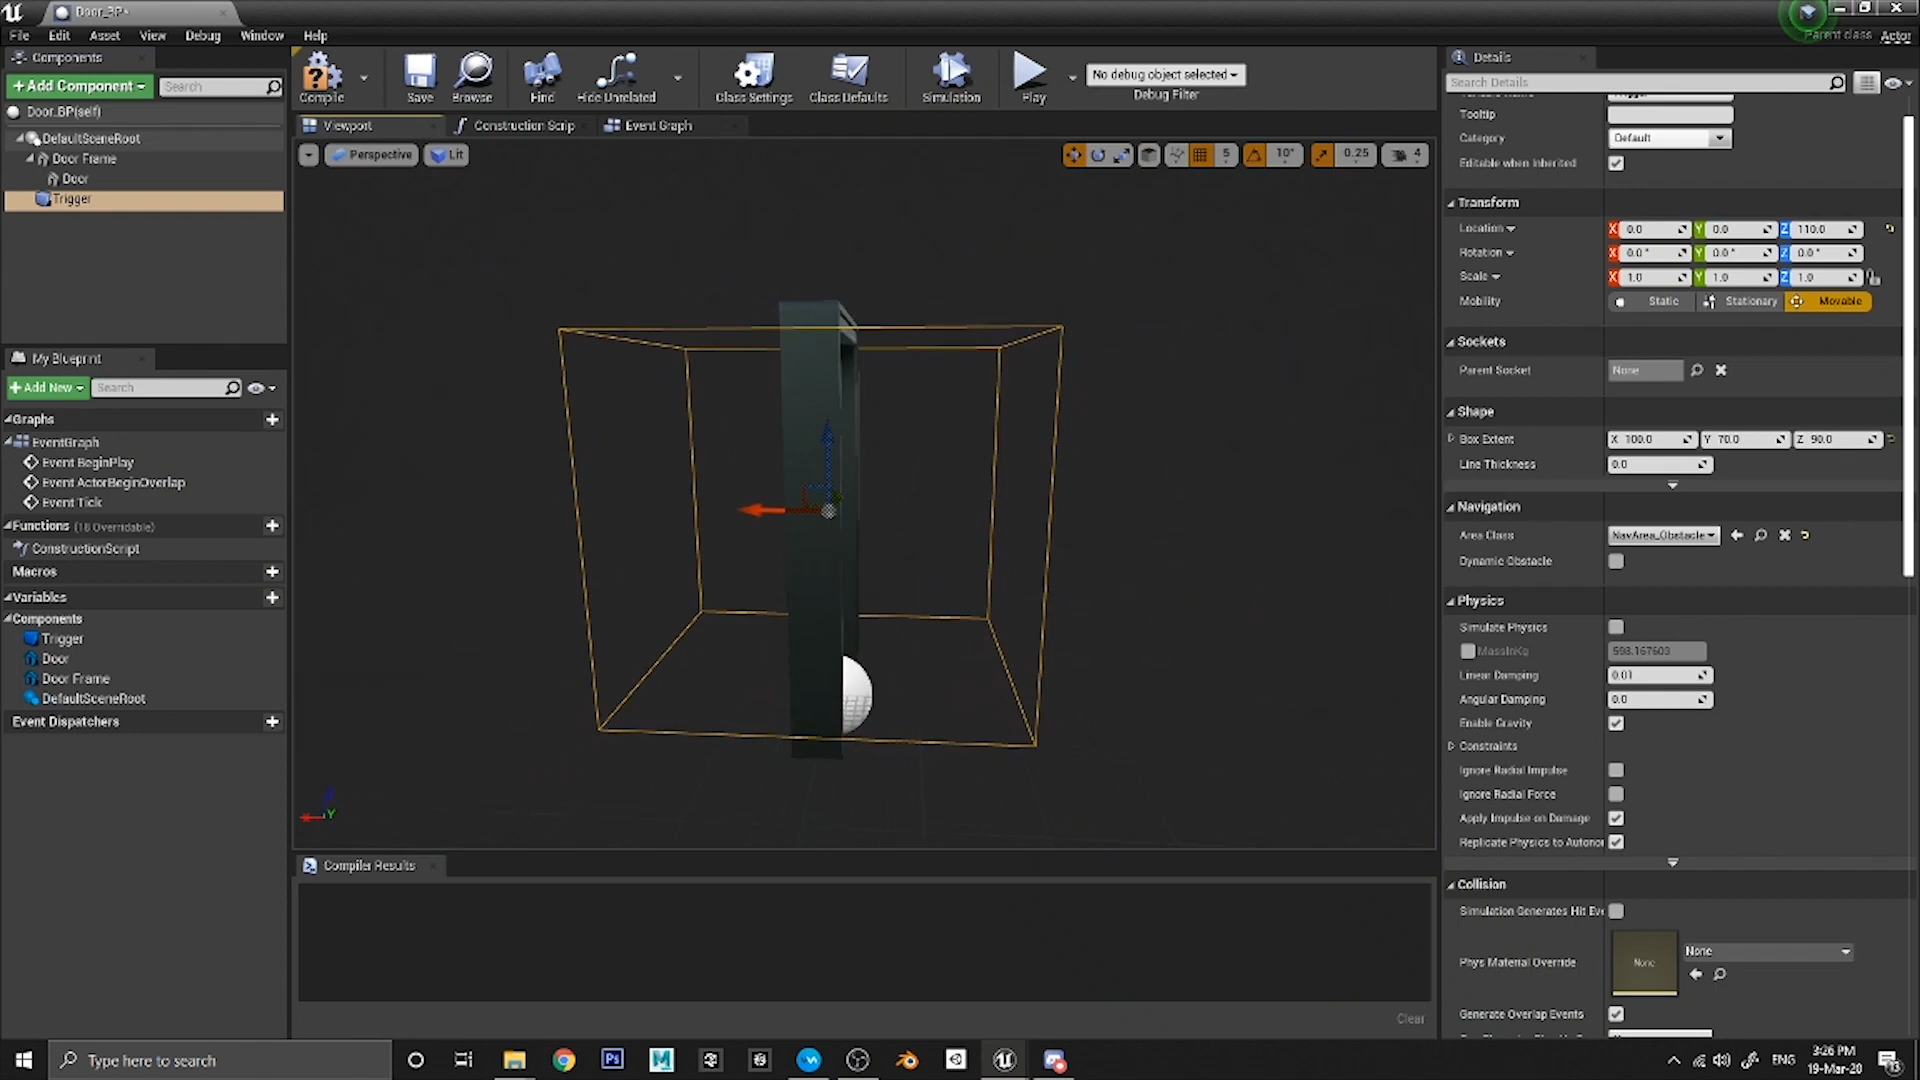 Door_BP*
File Edit Asset View Debug Window Help
Parent class Actor
Components
+Add Component
Search
Door_BP(self)
DefaultSceneRoot
Door Frame
Door
Trigger
My Blueprint
+Add New
Search
Graphs
EventGraph
Event BeginPlay
Event ActorBeginOverlap
Event Tick
Functions (18 Overridable)
ConstructionScript
Macros
Variables
Components
Trigger
Door
Door Frame
DefaultSceneRoot
Event Dispatchers
Compile Save Browse Find Hide Unrelated Class Settings Class Defaults Simulation Play
No debug object selected
Debug Filter
Viewport
Construction Scrip
Event Graph
Perspective
Lit
5
10°
0.25
4
Z
Y
Compiler Results
Clear
Details
Search Details
Tooltip
Category Default
Editable when Inherited
Transform
Location X 0.0 Y 0.0 Z 110.0
Rotation X 0.0 ° Y 0.0 ° Z 0.0 °
Scale X 1.0 Y 1.0 Z 1.0
Mobility Static Stationary Movable
Sockets
Parent Socket None
Shape
Box Extent X 100.0 Y 70.0 Z 90.0
Line Thickness 0.0
Navigation
Area Class NavArea_Obstacle
Dynamic Obstacle
Physics
Simulate Physics
MassInKg 593.167603
Linear Damping 0.01
Angular Damping 0.0
Enable Gravity
Constraints
Ignore Radial Impulse
Ignore Radial Force
Apply Impulse on Damage
Replicate Physics to Autonor
Collision
Simulation Generates Hit Eve
Phys Material Override None None
Generate Overlap Events
Type here to search
Ps
M
ENG
3:26 PM
19-Mar-20
13